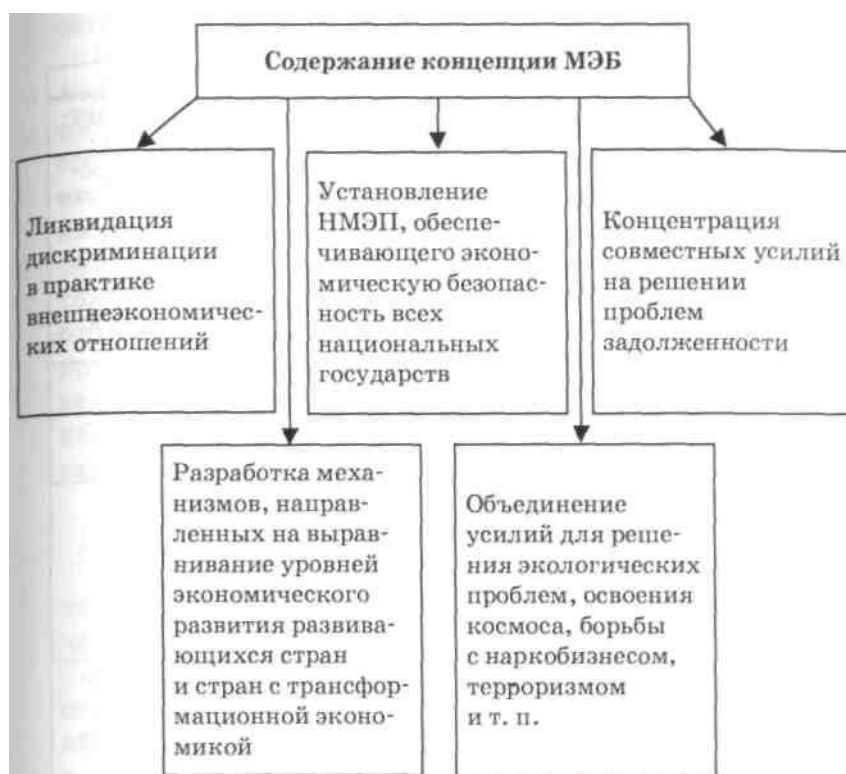 Содержание концепции МЭБ
Ликвидация
дискриминации
в практике
внешнеэкономичес-
ких отношений
Установление
НМЭП, обеспе-
чивающего эконо-
мическую безопас-
ность всех
национальных
государств
Концентрация
совместных усилий
на решении
проблем
задолженности
Разработка меха-
низмов, направ-
ленных на вырав-
нивание уровней
экономического
развития развива-
ющихся стран
и стран с трансфор-
мационной эконо-
микой
Объединение
усилий для реше-
ния экологических
проблем, освоения
космоса, борьбы
с наркобизнесом,
терроризмом
и т. п.